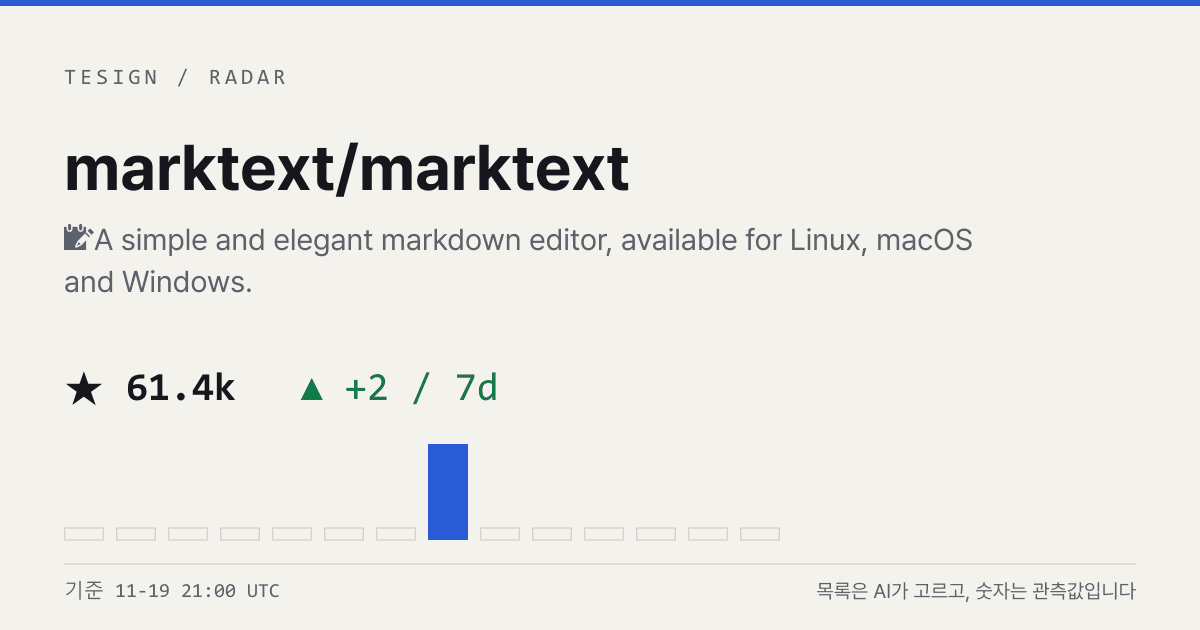 TESIGN / RADAR
marktext/marktext
📝A simple and elegant markdown editor, available for Linux, macOS
and Windows.
★ 61.4k ▲ +2 / 7d
기준 11-19 21:00 UTC
목록은 AI가 고르고, 숫자는 관측값입니다